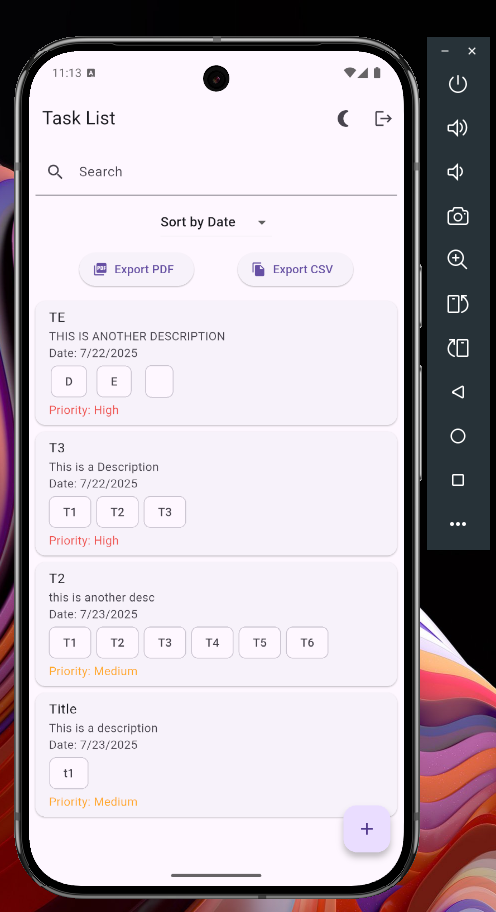 11:13 A
Task List
Search
Sort by Date
PDF Export PDF Export CSV
TE
THIS IS ANOTHER DESCRIPTION
Date: 7/22/2025
D E
Priority: High
T3
This is a Description
Date: 7/22/2025
T1 T2 T3
Priority: High
T2
this is another desc
Date: 7/23/2025
T1 T2 T3 T4 T5 T6
Priority: Medium
Title
This is a description
Date: 7/23/2025
t1
Priority: Medium